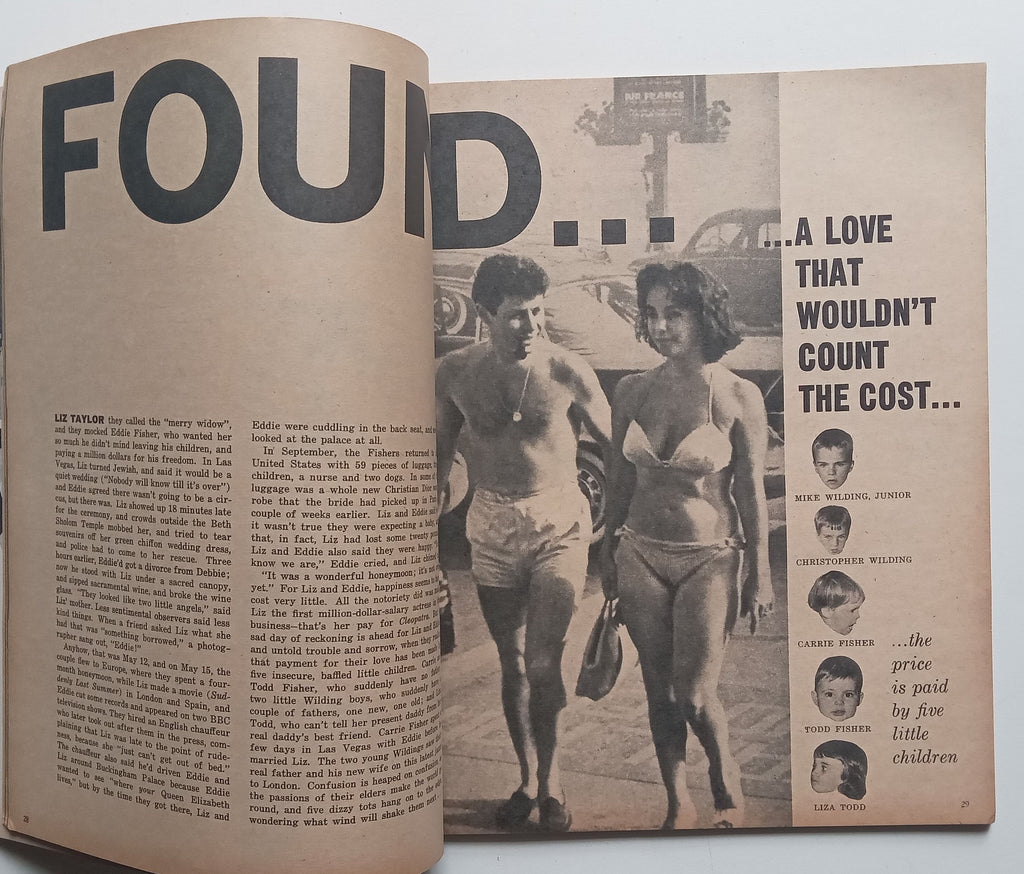 FOUND...
LIZ TAYLOR they called the "merry widow",
and they mocked Eddie Fisher, who wanted her
so much he didn't mind leaving his children, and
paying a million dollars for his freedom. In Las
Vegas, Liz turned Jewish, and said it would be a
quiet wedding ("Nobody will know till it's over")
and Eddie agreed there wasn't going to be a cir-
cus, but there was. Liz showed up 18 minutes late
for the ceremony, and crowds outside the Beth
Sholom Temple mobbed her, and tried to tear
souvenirs off her green chiffon wedding dress,
and police had to come to her rescue. Three
hours earlier, Eddie'd got a divorce from Debbie;
now he stood with Liz under a sacred canopy,
and sipped sacramental wine, and broke the wine
glass. "They looked like two little angels," said
Liz' mother. Less sentimental observers said less
kind things. When a friend asked Liz what she
had that was "something borrowed," a photog-
rapher sang out, "Eddie!"
Anyhow, that was May 12, and on May 15, the
couple flew to Europe, where they spent a four-
month honeymoon, while Liz made a movie (Sud-
denly Last Summer) in London and Spain, and
Eddie cut some records and appeared on two BBC
television shows. They hired an English chauffeur
who later took out after them in the press, com-
plaining that Liz was late to the point of rude-
ness, because she "just can't get out of bed."
The chauffeur also said he'd driven Eddie and
Liz around Buckingham Palace because Eddie
wanted to see "where your Queen Elizabeth
lives," but by the time they got there, Liz and
28
Eddie were cuddling in the back seat, and
looked at the palace at all.
In September, the Fishers returned
United States with 59 pieces of luggage,
children, a nurse and two dogs. In some of
luggage was a whole new Christian Dior
robe that the bride had picked up in
couple of weeks earlier. Liz and Eddie
it wasn't true they were expecting a baby,
that, in fact, Liz had lost some twenty
Liz and Eddie also said they were happy.
know we are," Eddie cried, and Liz
"It was a wonderful honeymoon; it's
yet." For Liz and Eddie, happiness seems
cost very little. All the notoriety did was
Liz the first million-dollar-salary actress
business—that's her pay for Cleopatra.
sad day of reckoning is ahead for Liz and
and untold trouble and sorrow, when they
that payment for their love has been made
five insecure, baffled little children. Carrie
Todd Fisher, who suddenly have no
two little Wilding boys, who suddenly
couple of fathers, one new, one old; and
Todd, who can't tell her present daddy from
real daddy's best friend. Carrie Fisher
few days in Las Vegas with Eddie before
married Liz. The two young Wildings saw
real father and his new wife on this latest
to London. Confusion is heaped on confusion,
the passions of their elders make the world
round, and five dizzy tots hang on to the
wondering what wind will shake them next
AIR FRANCE
...A LOVE
THAT
WOULDN'T
COUNT
THE COST...
MIKE WILDING, JUNIOR
CHRISTOPHER WILDING
CARRIE FISHER
TODD FISHER
LIZA TODD
...the
price
is paid
by five
little
children
29